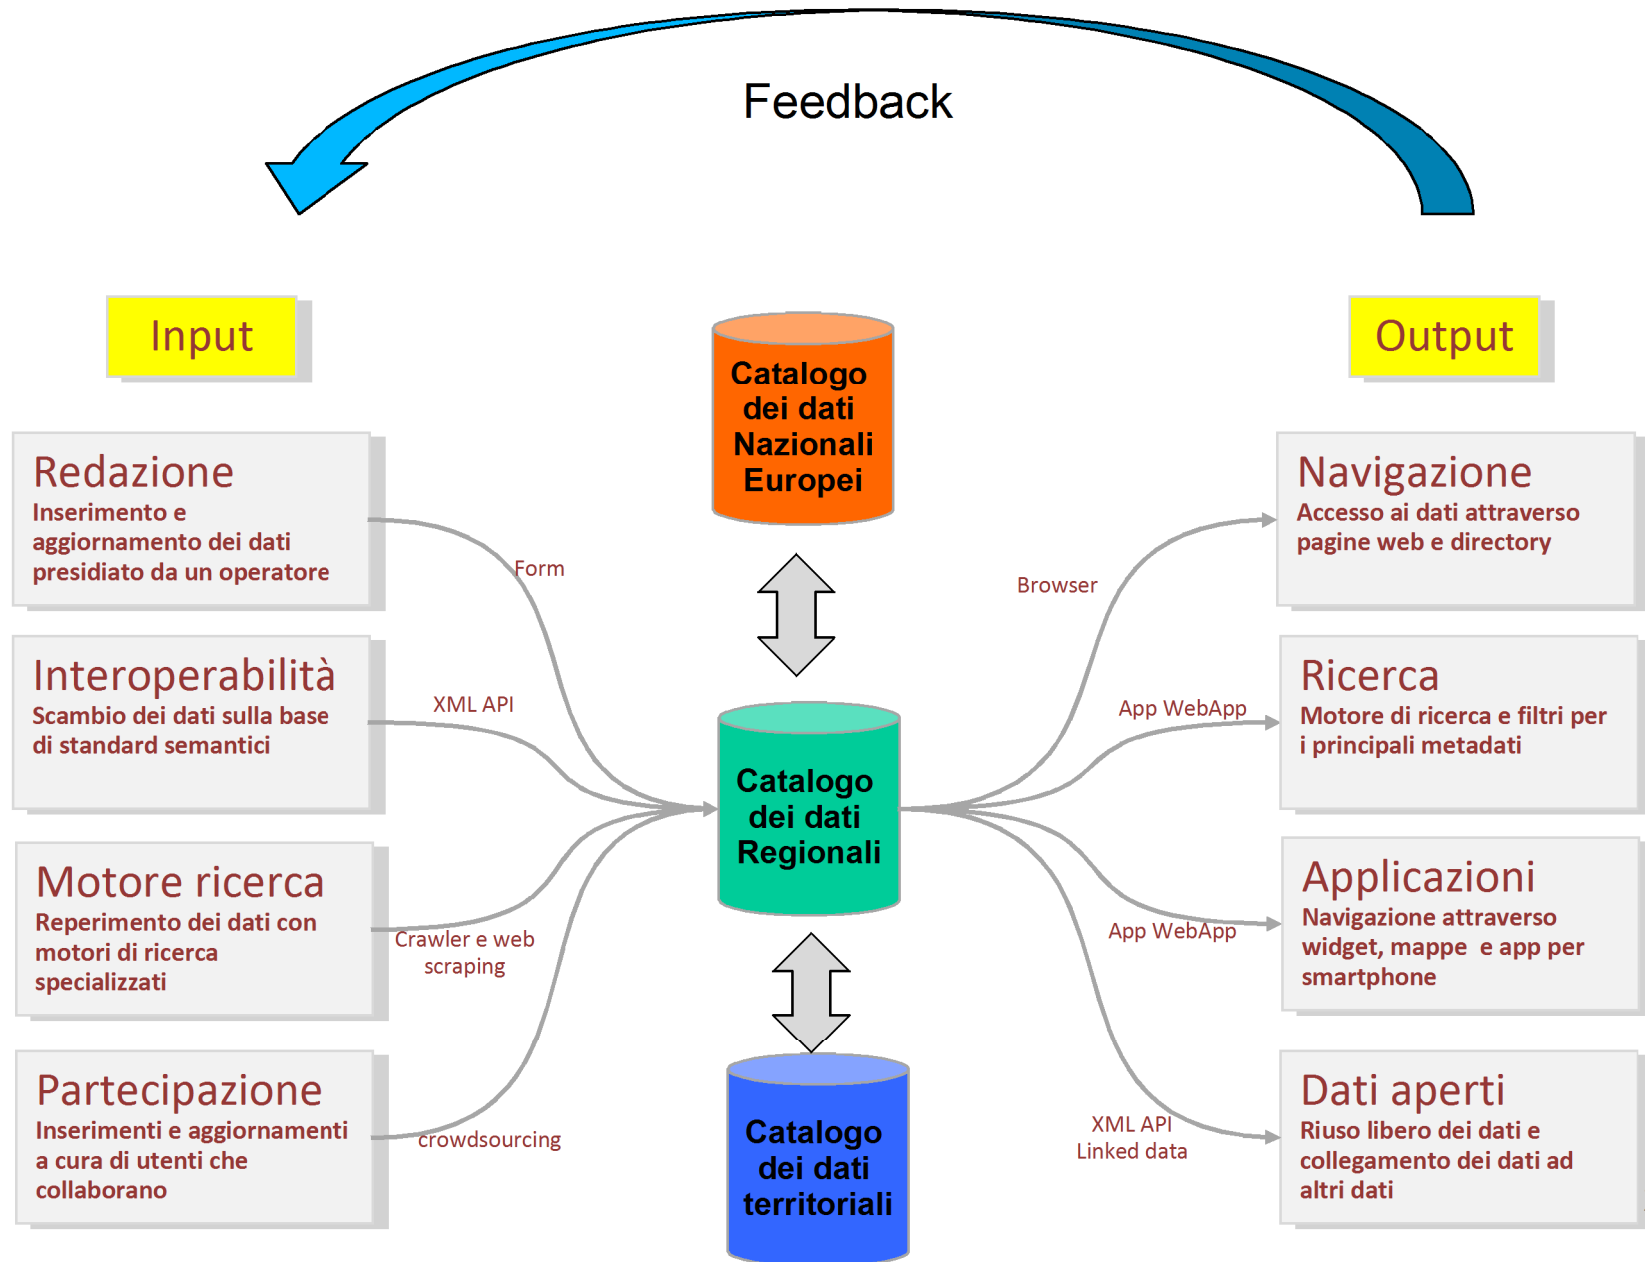 Feedback
Input
Redazione
Inserimento e
aggiornamento dei dati
presidiato da un operatore
Interoperabilità
Scambio dei dati sulla base
di standard semantici
Motore ricerca
Reperimento dei dati con
motori di ricerca
specializzati
Partecipazione
Inserimenti e aggiornamenti
a cura di utenti che
collaborano
Form
XML API
Crawler e web
scraping
crowdsourcing
Catalogo
dei dati
Nazionali
Europei
Catalogo
dei dati
Regionali
Catalogo
dei dati
territoriali
Browser
App WebApp
App WebApp
XML API
Linked data
Output
Navigazione
Accesso ai dati attraverso
pagine web e directory
Ricerca
Motore di ricerca e filtri per
i principali metadati
Applicazioni
Navigazione attraverso
widget, mappe e app per
smartphone
Dati aperti
Riuso libero dei dati e
collegamento dei dati ad
altri dati